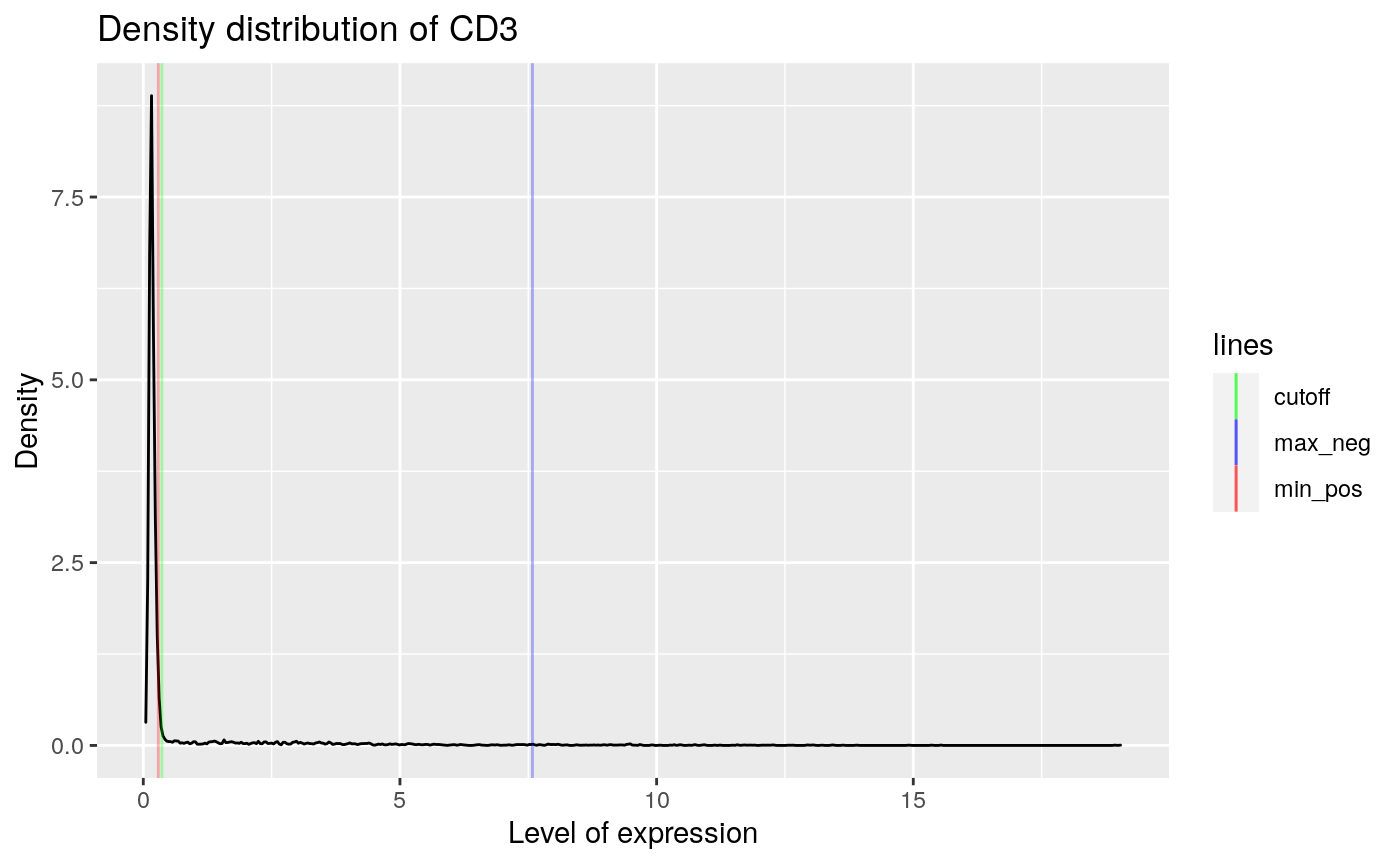 Density distribution of CD3
Density
7.5
5.0
2.5
0.0
0
5
10
15
Level of expression
lines
cutoff
max_neg
min_pos